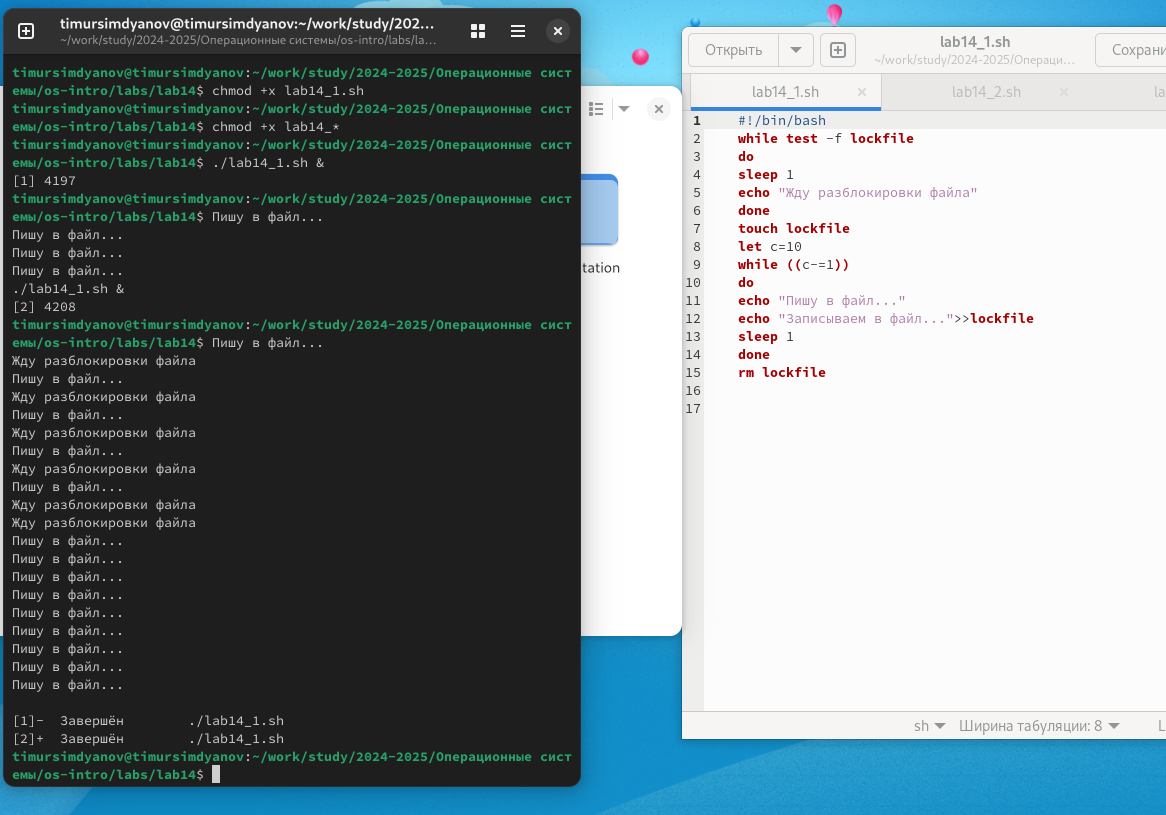 timursimdyanov@timursimdyanov:~/work/study/202...
~/work/study/2024-2025/Операционные системы/os-intro/labs/la...
timursimdyanov@timursimdyanov:~/work/study/2024-2025/Операционные сист
емы/os-intro/labs/lab14$ chmod +x lab14_1.sh
timursimdyanov@timursimdyanov:~/work/study/2024-2025/Операционные сист
емы/os-intro/labs/lab14$ chmod +x lab14_*
timursimdyanov@timursimdyanov:~/work/study/2024-2025/Операционные сист
емы/os-intro/labs/lab14$ ./lab14_1.sh &
[1] 4197
timursimdyanov@timursimdyanov:~/work/study/2024-2025/Операционные сист
емы/os-intro/labs/lab14$ Пишу в файл...
Пишу в файл...
Пишу в файл...
Пишу в файл...
./lab14_1.sh &
[2] 4208
timursimdyanov@timursimdyanov:~/work/study/2024-2025/Операционные сист
емы/os-intro/labs/lab14$ Пишу в файл...
Жду разблокировки файла
Пишу в файл...
Жду разблокировки файла
Пишу в файл...
Жду разблокировки файла
Пишу в файл...
Жду разблокировки файла
Пишу в файл...
Жду разблокировки файла
Жду разблокировки файла
Пишу в файл...
Пишу в файл...
Пишу в файл...
Пишу в файл...
Пишу в файл...
Пишу в файл...
Пишу в файл...
Пишу в файл...
Пишу в файл...
[1]-  Завершён        ./lab14_1.sh
[2]+  Завершён        ./lab14_1.sh
timursimdyanov@timursimdyanov:~/work/study/2024-2025/Операционные сист
емы/os-intro/labs/lab14$
tation
Открыть
lab14_1.sh
~/work/study/2024-2025/Операци...
Сохрани
lab14_1.sh
lab14_2.sh
la
1 #!/bin/bash
2 while test -f lockfile
3 do
4 sleep 1
5 echo "Жду разблокировки файла"
6 done
7 touch lockfile
8 let c=10
9 while ((c-=1))
10 do
11 echo "Пишу в файл..."
12 echo "Записываем в файл...">>lockfile
13 sleep 1
14 done
15 rm lockfile
16
17
sh
Ширина табуляции: 8
L